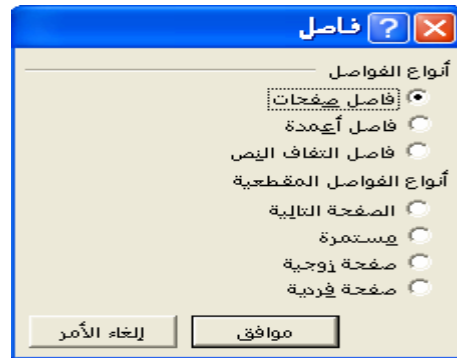 فاصل
أنواع الفواصل
فاصل صفحات
فاصل أعمدة
فاصل التفاف النص
أنواع الفواصل المقطعية
الصفحة التالية
مستمرة
صفحة زوجية
صفحة فردية
موافق إلغاء الأمر